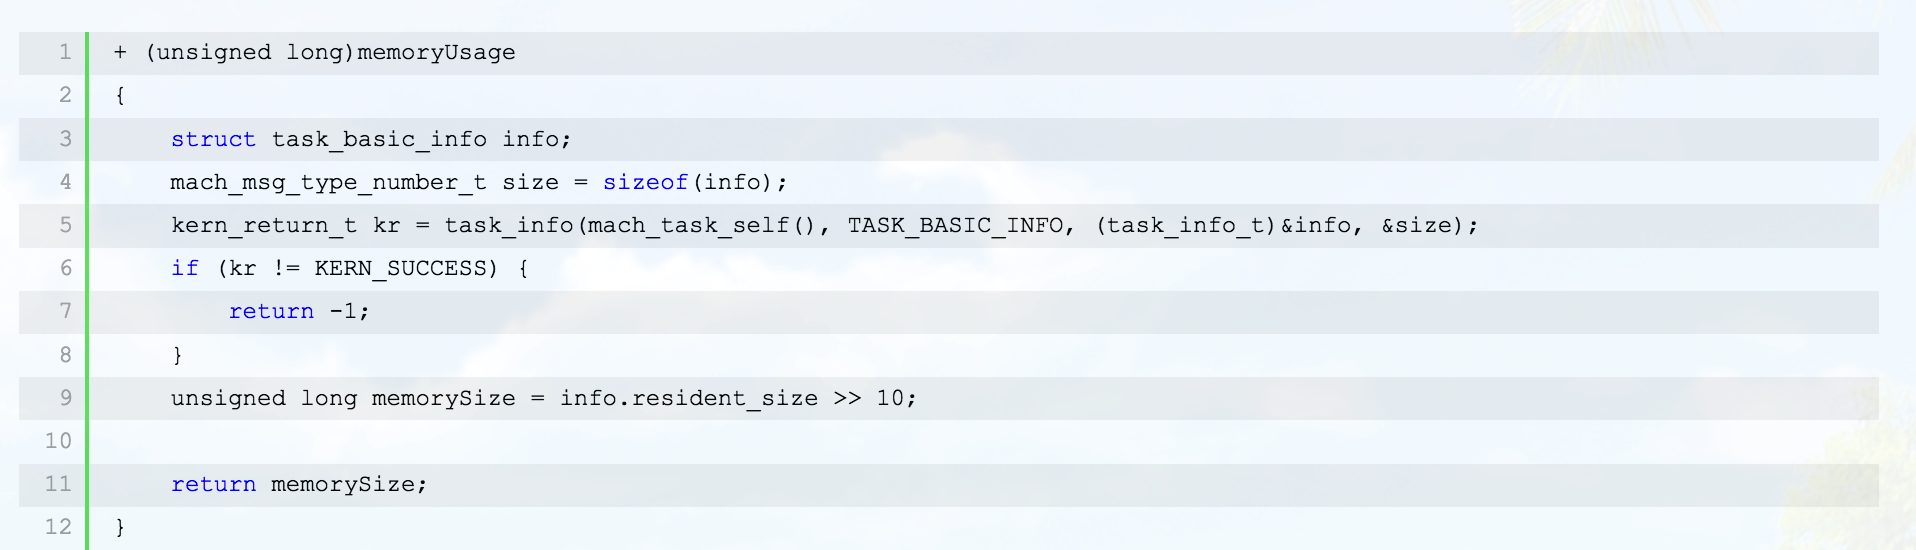 1 + (unsigned long)memoryUsage
2 {
3     struct task_basic_info info;
4     mach_msg_type_number_t size = sizeof(info);
5     kern_return_t kr = task_info(mach_task_self(), TASK_BASIC_INFO, (task_info_t)&info, &size);
6     if (kr != KERN_SUCCESS) {
7         return -1;
8     }
9     unsigned long memorySize = info.resident_size >> 10;
10
11     return memorySize;
12 }